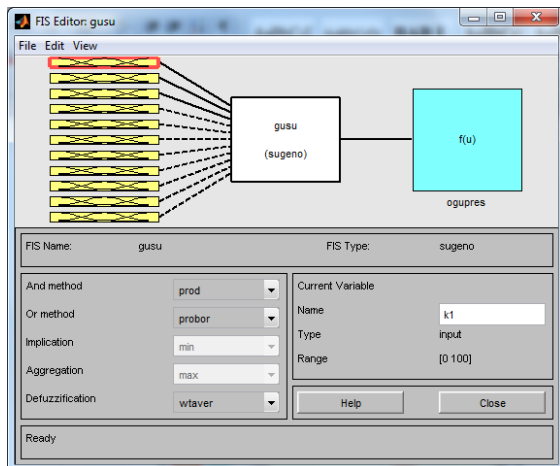 FIS Editor: gusu
File Edit View
gusu
(sugeno)
f(u)
ogupres
FIS Name: gusu FIS Type: sugeno
And method prod
Or method probor
Implication min
Aggregation max
Defuzzification wtaver
Current Variable
Name k1
Type input
Range [0 100]
Help Close
Ready